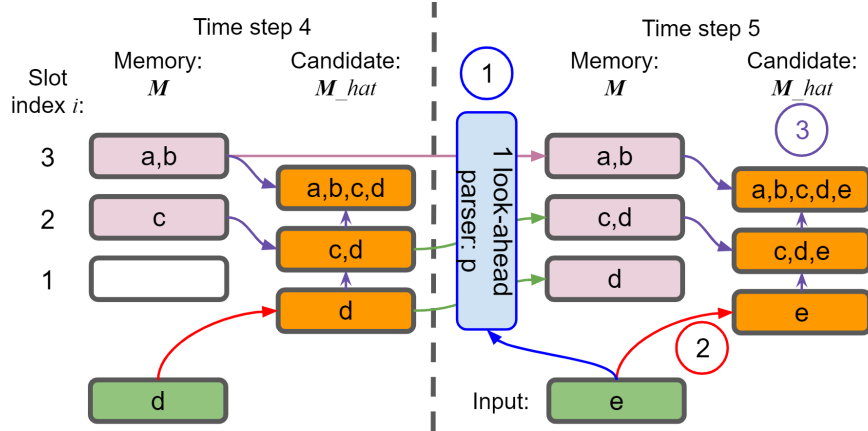 Time step 4
Time step 5
Memory:
M
Candidate:
M_hat
1
Memory:
M
Candidate:
M_hat
Slot
index i:
3
3
a,b
a,b
a,b,c,d
a,b,c,d,e
2
c
c,d
c,d
c,d,e
1 look-ahead
parser: p
1
d
d
e
2
d
Input:
e